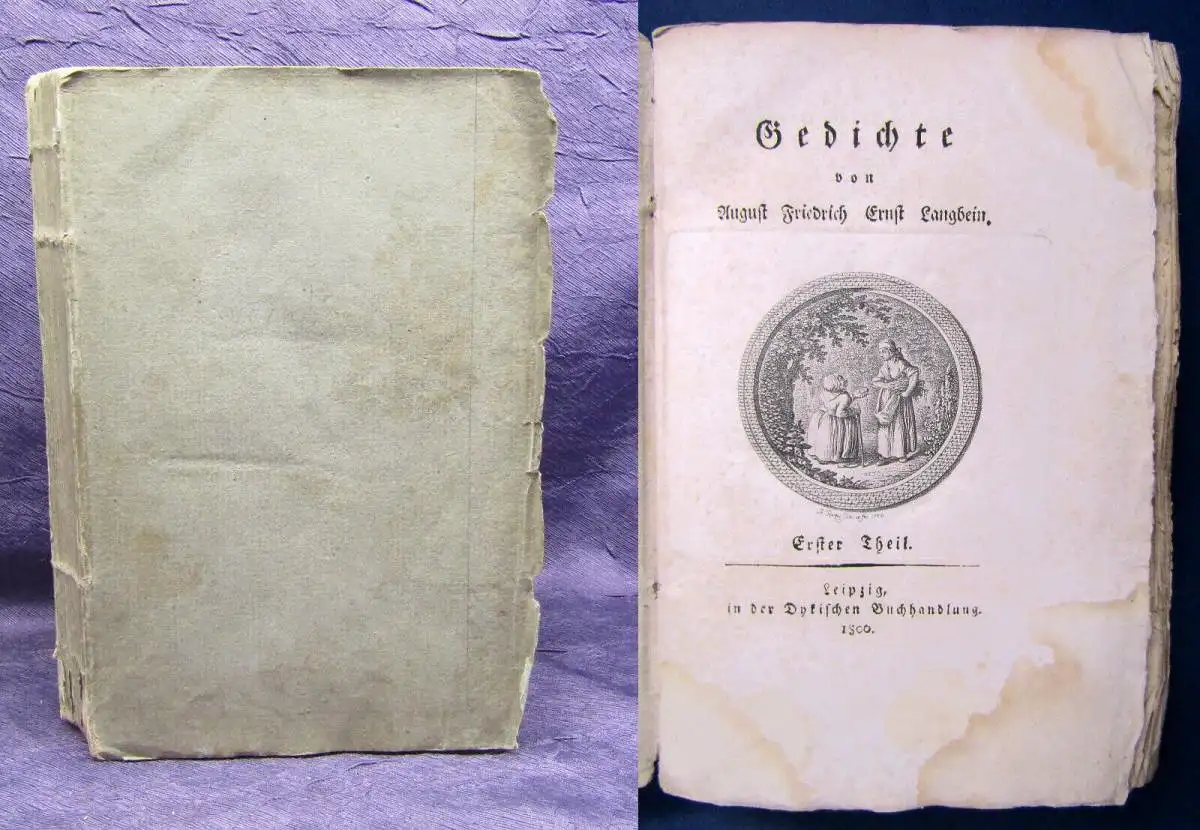 Gedichte
von
August Friedrich Ernst Langbein.
Erster Theil.
Leipzig,
in der Dykischen Buchhandlung.
1800.